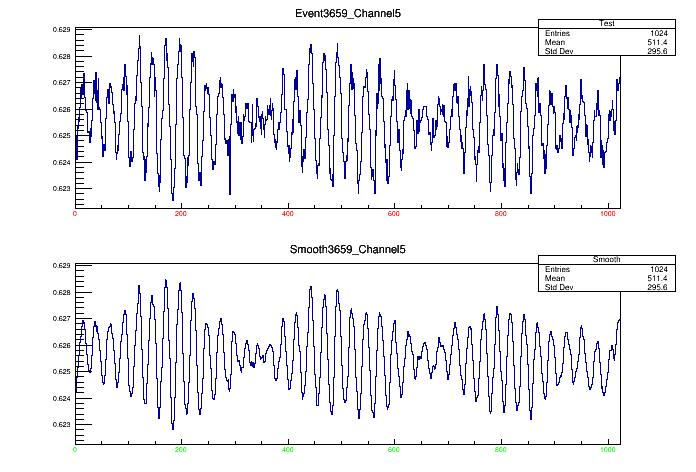 Event3659_Channel5
Test
Entries 1024
Mean 511.4
Std Dev 295.6
0.629
0.628
0.627
0.626
0.625
0.624
0.623
0 200 400 600 800 1000
Smooth3659_Channel5
Smooth
Entries 1024
Mean 511.4
Std Dev 295.6
0.629
0.628
0.627
0.626
0.625
0.624
0.623
0 200 400 600 800 1000